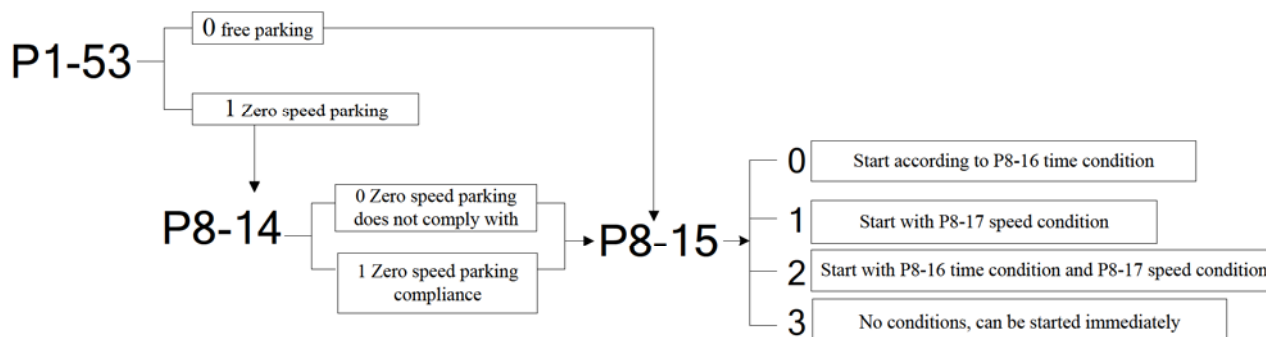 P1-53
0 free parking
1 Zero speed parking
P8-14
0 Zero speed parking
does not comply with
1 Zero speed parking
compliance
P8-15
0 Start according to P8-16 time condition
1 Start with P8-17 speed condition
2 Start with P8-16 time condition and P8-17 speed condition
3 No conditions, can be started immediately